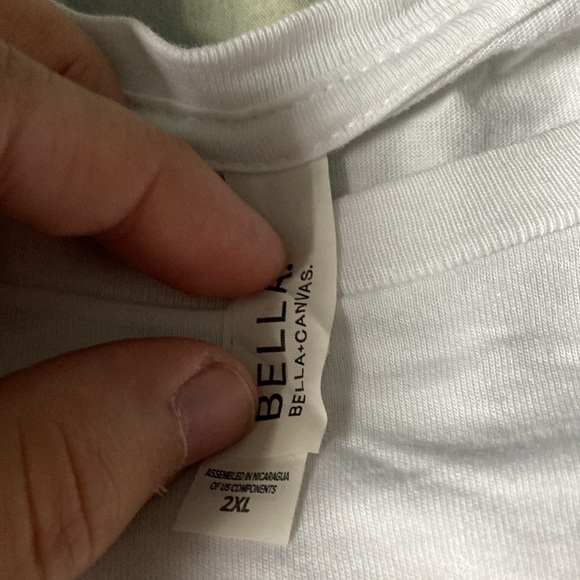 BELLA.
BELLA+CANVAS.
ASSEMBLED IN NICARAGUA
OF US COMPONENTS
2XL